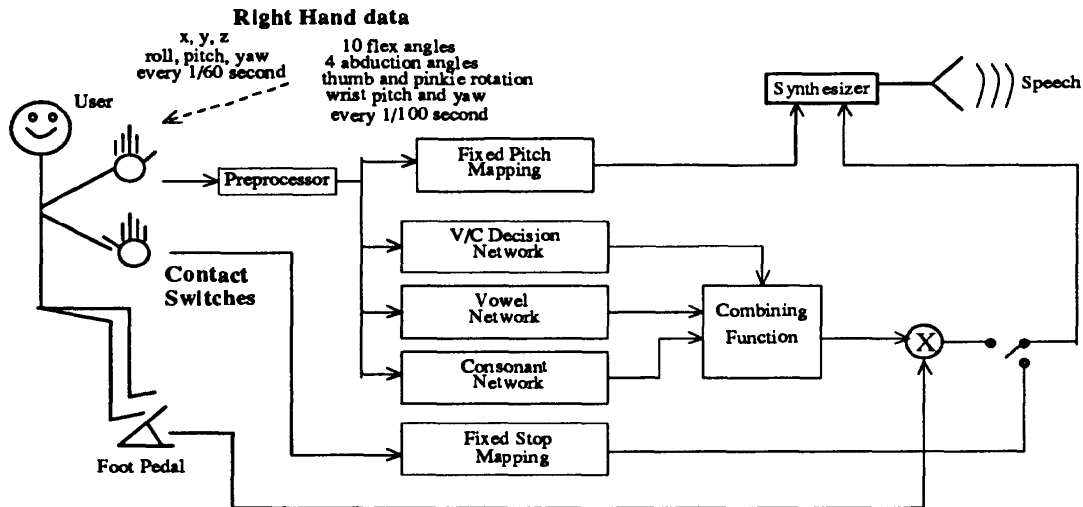 Right Hand data
x, y, z
roll, pitch, yaw
every 1/60 second
10 flex angles
4 abduction angles
thumb and pinkie rotation
wrist pitch and yaw
every 1/100 second
User
Synthesizer
Speech
Preprocessor
Fixed Pitch
Mapping
V/C Decision
Network
Contact
Switches
Vowel
Network
Combining
Function
X
Consonant
Network
Fixed Stop
Mapping
Foot Pedal